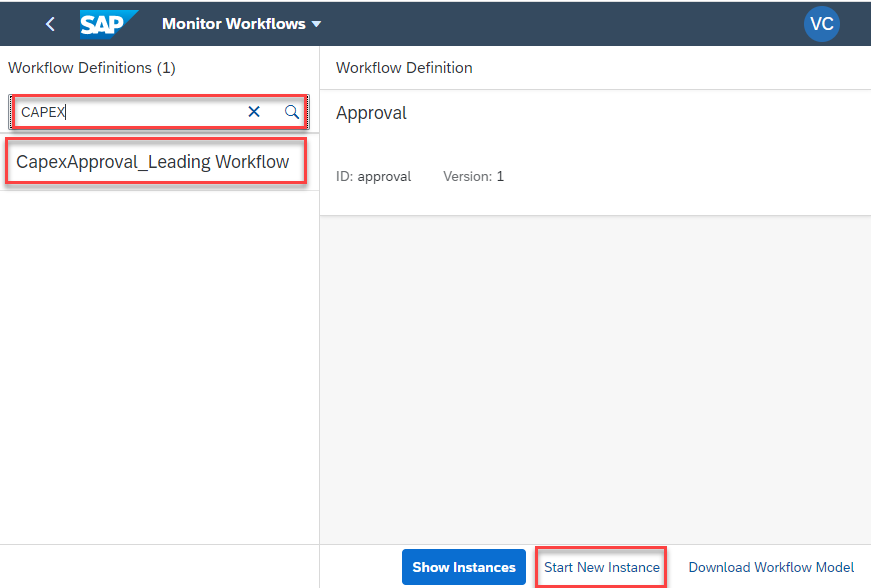 SAP Monitor Workflows VC
Workflow Definitions (1)
CAPEX
CapexApproval_Leading Workflow
Workflow Definition
Approval
ID: approval Version: 1
Show Instances Start New Instance Download Workflow Model